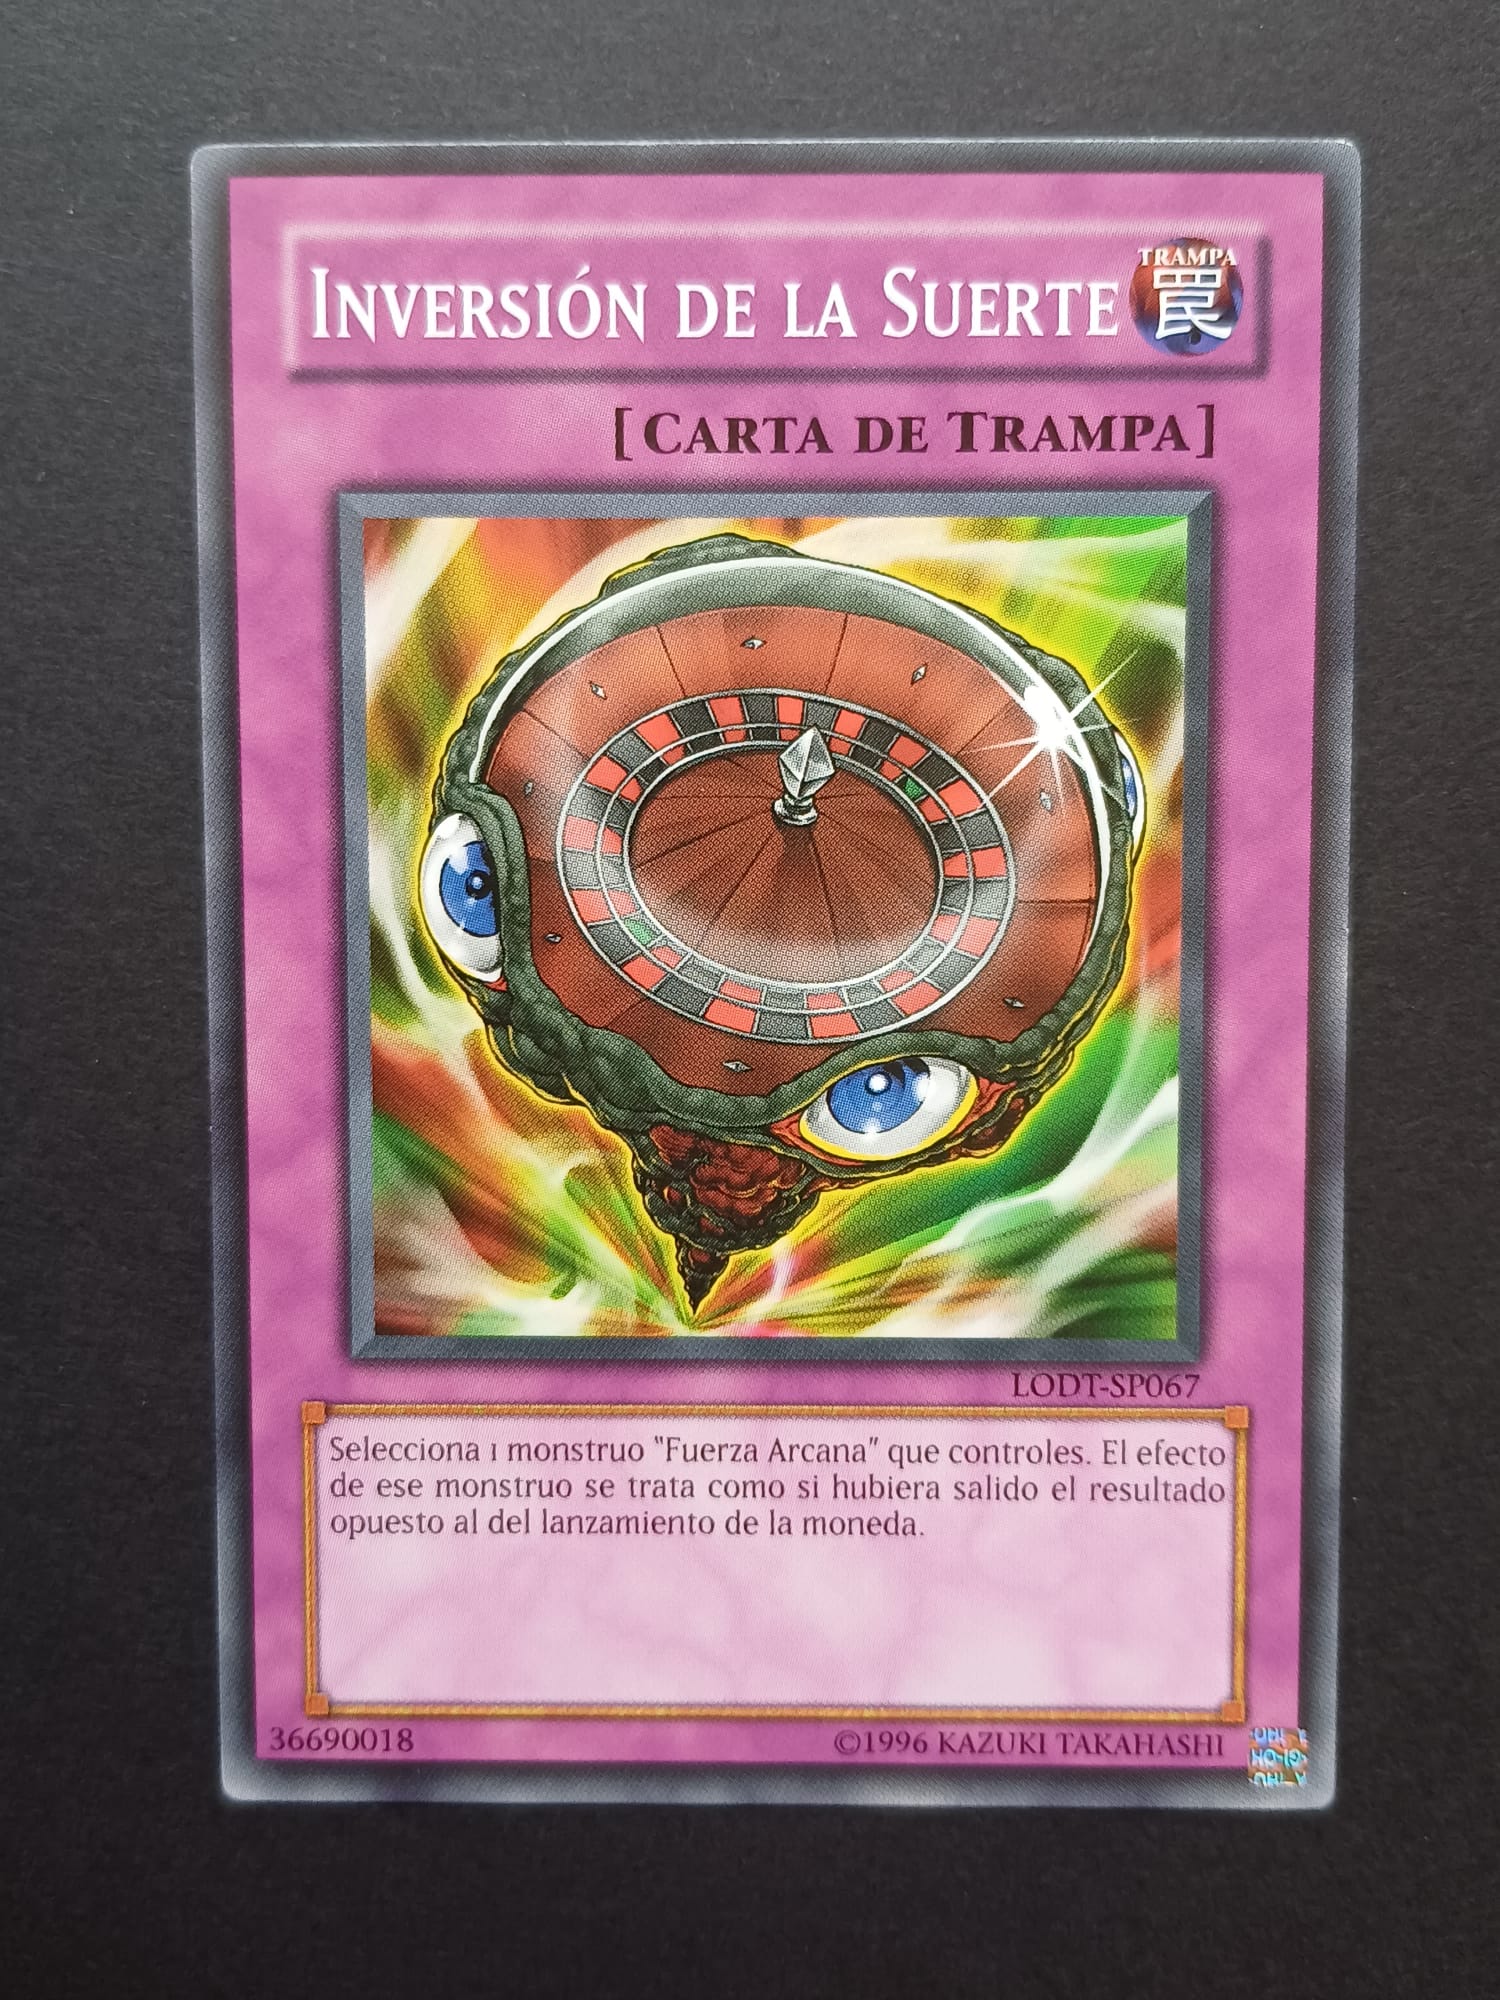 INVERSIÓN DE LA SUERTE
TRAMPA
罠
[CARTA DE TRAMPA]
LODT-SP067
Selecciona 1 monstruo "Fuerza Arcana" que controles. El efecto
de ese monstruo se trata como si hubiera salido el resultado
opuesto al del lanzamiento de la moneda.
36690018
©1996 KAZUKI TAKAHASHI